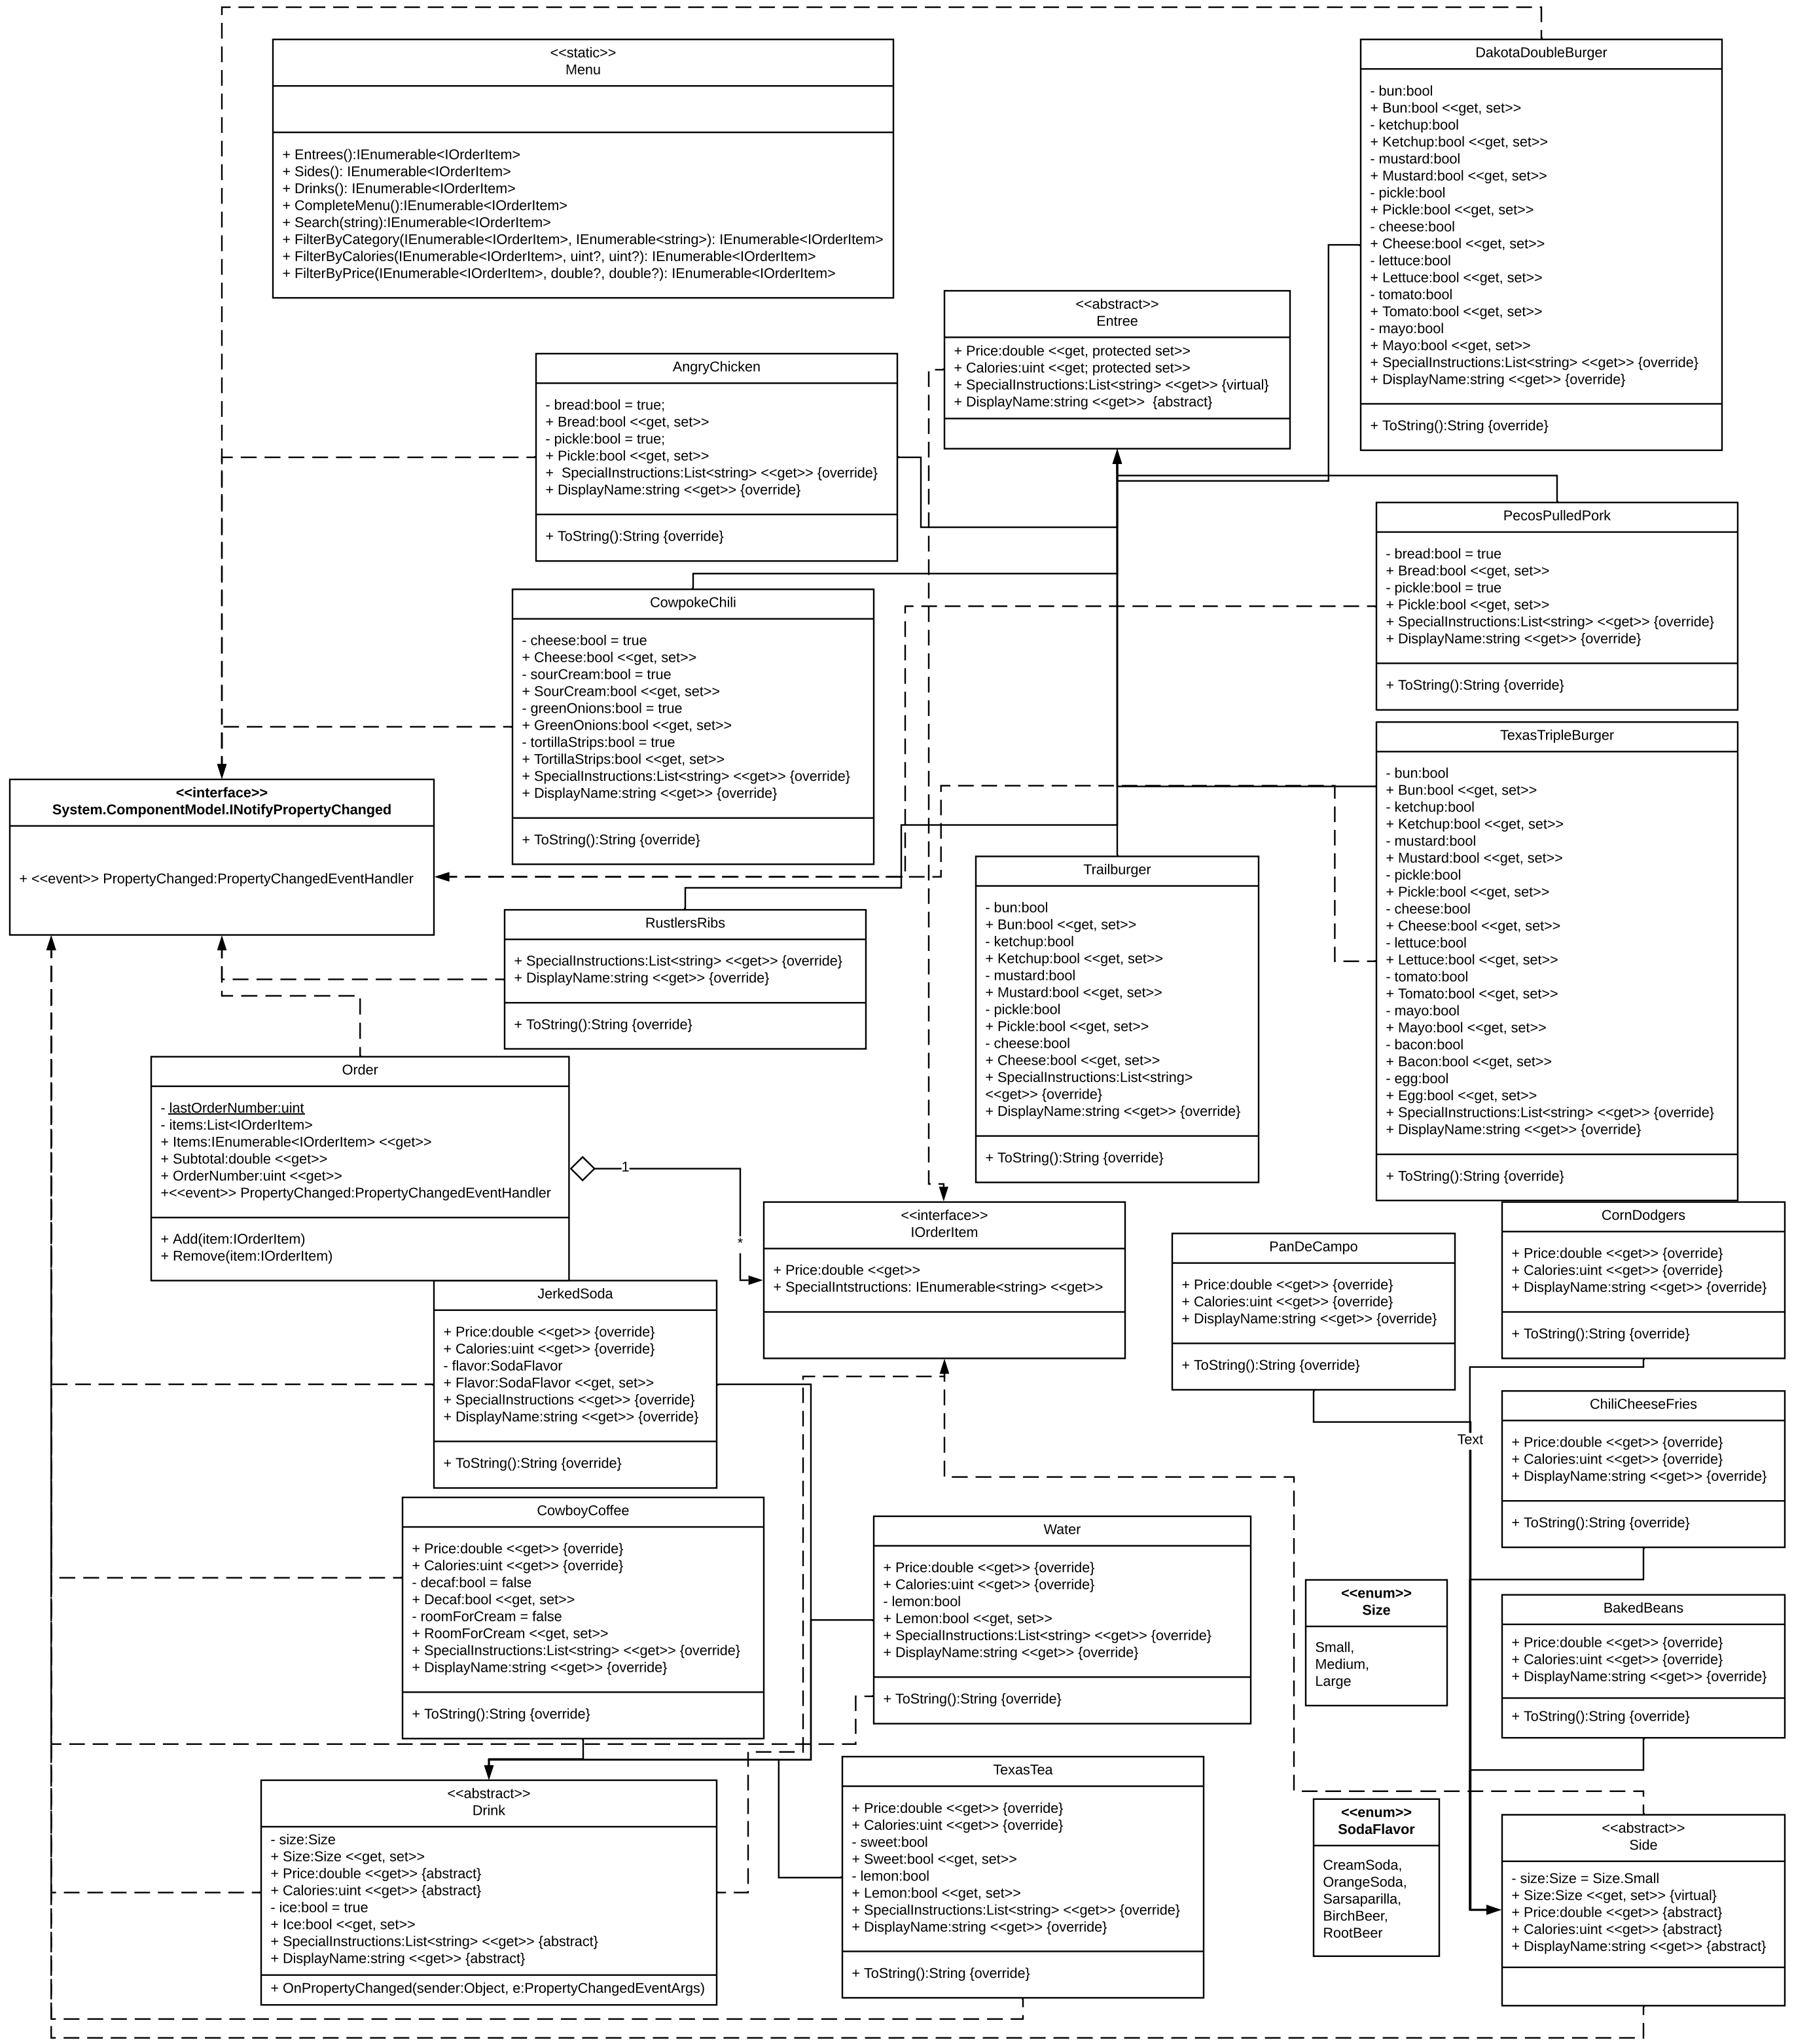 <<static>>
Menu
+ Entrees():IEnumerable<IOrderItem>
+ Sides(): IEnumerable<IOrderItem>
+ Drinks(): IEnumerable<IOrderItem>
+ CompleteMenu():IEnumerable<IOrderItem>
+ Search(string):IEnumerable<IOrderItem>
+ FilterByCategory(IEnumerable<IOrderItem>, IEnumerable<string>): IEnumerable<IOrderItem>
+ FilterByCalories(IEnumerable<IOrderItem>, uint?, uint?): IEnumerable<IOrderItem>
+ FilterByPrice(IEnumerable<IOrderItem>, double?, double?): IEnumerable<IOrderItem>
DakotaDoubleBurger
- bun:bool
+ Bun:bool <<get, set>>
- ketchup:bool
+ Ketchup:bool <<get, set>>
- mustard:bool
+ Mustard:bool <<get, set>>
- pickle:bool
+ Pickle:bool <<get, set>>
- cheese:bool
+ Cheese:bool <<get, set>>
- lettuce:bool
+ Lettuce:bool <<get, set>>
- tomato:bool
+ Tomato:bool <<get, set>>
- mayo:bool
+ Mayo:bool <<get, set>>
+ SpecialInstructions:List<string> <<get>> {override}
+ DisplayName:string <<get>> {override}
+ ToString():String {override}
<<abstract>>
Entree
+ Price:double <<get, protected set>>
+ Calories:uint <<get; protected set>>
+ SpecialInstructions:List<string> <<get>> {virtual}
+ DisplayName:string <<get>>  {abstract}
AngryChicken
- bread:bool = true;
+ Bread:bool <<get, set>>
- pickle:bool = true;
+ Pickle:bool <<get, set>>
+  SpecialInstructions:List<string> <<get>> {override}
+ DisplayName:string <<get>> {override}
+ ToString():String {override}
PecosPulledPork
- bread:bool = true
+ Bread:bool <<get, set>>
- pickle:bool = true
+ Pickle:bool <<get, set>>
+ SpecialInstructions:List<string> <<get>> {override}
+ DisplayName:string <<get>> {override}
+ ToString():String {override}
CowpokeChili
- cheese:bool = true
+ Cheese:bool <<get, set>>
- sourCream:bool = true
+ SourCream:bool <<get, set>>
- greenOnions:bool = true
+ GreenOnions:bool <<get, set>>
- tortillaStrips:bool = true
+ TortillaStrips:bool <<get, set>>
+ SpecialInstructions:List<string> <<get>> {override}
+ DisplayName:string <<get>> {override}
+ ToString():String {override}
TexasTripleBurger
- bun:bool
+ Bun:bool <<get, set>>
- ketchup:bool
+ Ketchup:bool <<get, set>>
- mustard:bool
+ Mustard:bool <<get, set>>
- pickle:bool
+ Pickle:bool <<get, set>>
- cheese:bool
+ Cheese:bool <<get, set>>
- lettuce:bool
+ Lettuce:bool <<get, set>>
- tomato:bool
+ Tomato:bool <<get, set>>
- mayo:bool
+ Mayo:bool <<get, set>>
- bacon:bool
+ Bacon:bool <<get, set>>
- egg:bool
+ Egg:bool <<get, set>>
+ SpecialInstructions:List<string> <<get>> {override}
+ DisplayName:string <<get>> {override}
+ ToString():String {override}
<<interface>>
System.ComponentModel.INotifyPropertyChanged
+ <<event>> PropertyChanged:PropertyChangedEventHandler
Trailburger
- bun:bool
+ Bun:bool <<get, set>>
- ketchup:bool
+ Ketchup:bool <<get, set>>
- mustard:bool
+ Mustard:bool <<get, set>>
- pickle:bool
+ Pickle:bool <<get, set>>
- cheese:bool
+ Cheese:bool <<get, set>>
+ SpecialInstructions:List<string>
<<get>> {override}
+ DisplayName:string <<get>> {override}
+ ToString():String {override}
RustlersRibs
+ SpecialInstructions:List<string> <<get>> {override}
+ DisplayName:string <<get>> {override}
+ ToString():String {override}
Order
- lastOrderNumber:uint
- items:List<IOrderItem>
+ Items:IEnumerable<IOrderItem> <<get>>
+ Subtotal:double <<get>>
+ OrderNumber:uint <<get>>
+<<event>> PropertyChanged:PropertyChangedEventHandler
+ Add(item:IOrderItem)
+ Remove(item:IOrderItem)
1
*
<<interface>>
IOrderItem
+ Price:double <<get>>
+ SpecialIntstructions: IEnumerable<string> <<get>>
PanDeCampo
+ Price:double <<get>> {override}
+ Calories:uint <<get>> {override}
+ DisplayName:string <<get>> {override}
+ ToString():String {override}
CornDodgers
+ Price:double <<get>> {override}
+ Calories:uint <<get>> {override}
+ DisplayName:string <<get>> {override}
+ ToString():String {override}
JerkedSoda
+ Price:double <<get>> {override}
+ Calories:uint <<get>> {override}
- flavor:SodaFlavor
+ Flavor:SodaFlavor <<get, set>>
+ SpecialInstructions <<get>> {override}
+ DisplayName:string <<get>> {override}
+ ToString():String {override}
Text
ChiliCheeseFries
+ Price:double <<get>> {override}
+ Calories:uint <<get>> {override}
+ DisplayName:string <<get>> {override}
+ ToString():String {override}
CowboyCoffee
+ Price:double <<get>> {override}
+ Calories:uint <<get>> {override}
- decaf:bool = false
+ Decaf:bool <<get, set>>
- roomForCream = false
+ RoomForCream <<get, set>>
+ SpecialInstructions:List<string> <<get>> {override}
+ DisplayName:string <<get>> {override}
+ ToString():String {override}
Water
+ Price:double <<get>> {override}
+ Calories:uint <<get>> {override}
- lemon:bool
+ Lemon:bool <<get, set>>
+ SpecialInstructions:List<string> <<get>> {override}
+ DisplayName:string <<get>> {override}
+ ToString():String {override}
<<enum>>
Size
Small,
Medium,
Large
BakedBeans
+ Price:double <<get>> {override}
+ Calories:uint <<get>> {override}
+ DisplayName:string <<get>> {override}
+ ToString():String {override}
<<abstract>>
Drink
- size:Size
+ Size:Size <<get, set>>
+ Price:double <<get>> {abstract}
+ Calories:uint <<get>> {abstract}
- ice:bool = true
+ Ice:bool <<get, set>>
+ SpecialInstructions:List<string> <<get>> {abstract}
+ DisplayName:string <<get>> {abstract}
+ OnPropertyChanged(sender:Object, e:PropertyChangedEventArgs)
TexasTea
+ Price:double <<get>> {override}
+ Calories:uint <<get>> {override}
- sweet:bool
+ Sweet:bool <<get, set>>
- lemon:bool
+ Lemon:bool <<get, set>>
+ SpecialInstructions:List<string> <<get>> {override}
+ DisplayName:string <<get>> {override}
+ ToString():String {override}
<<enum>>
SodaFlavor
CreamSoda,
OrangeSoda,
Sarsaparilla,
BirchBeer,
RootBeer
<<abstract>>
Side
- size:Size = Size.Small
+ Size:Size <<get, set>> {virtual}
+ Price:double <<get>> {abstract}
+ Calories:uint <<get>> {abstract}
+ DisplayName:string <<get>> {abstract}